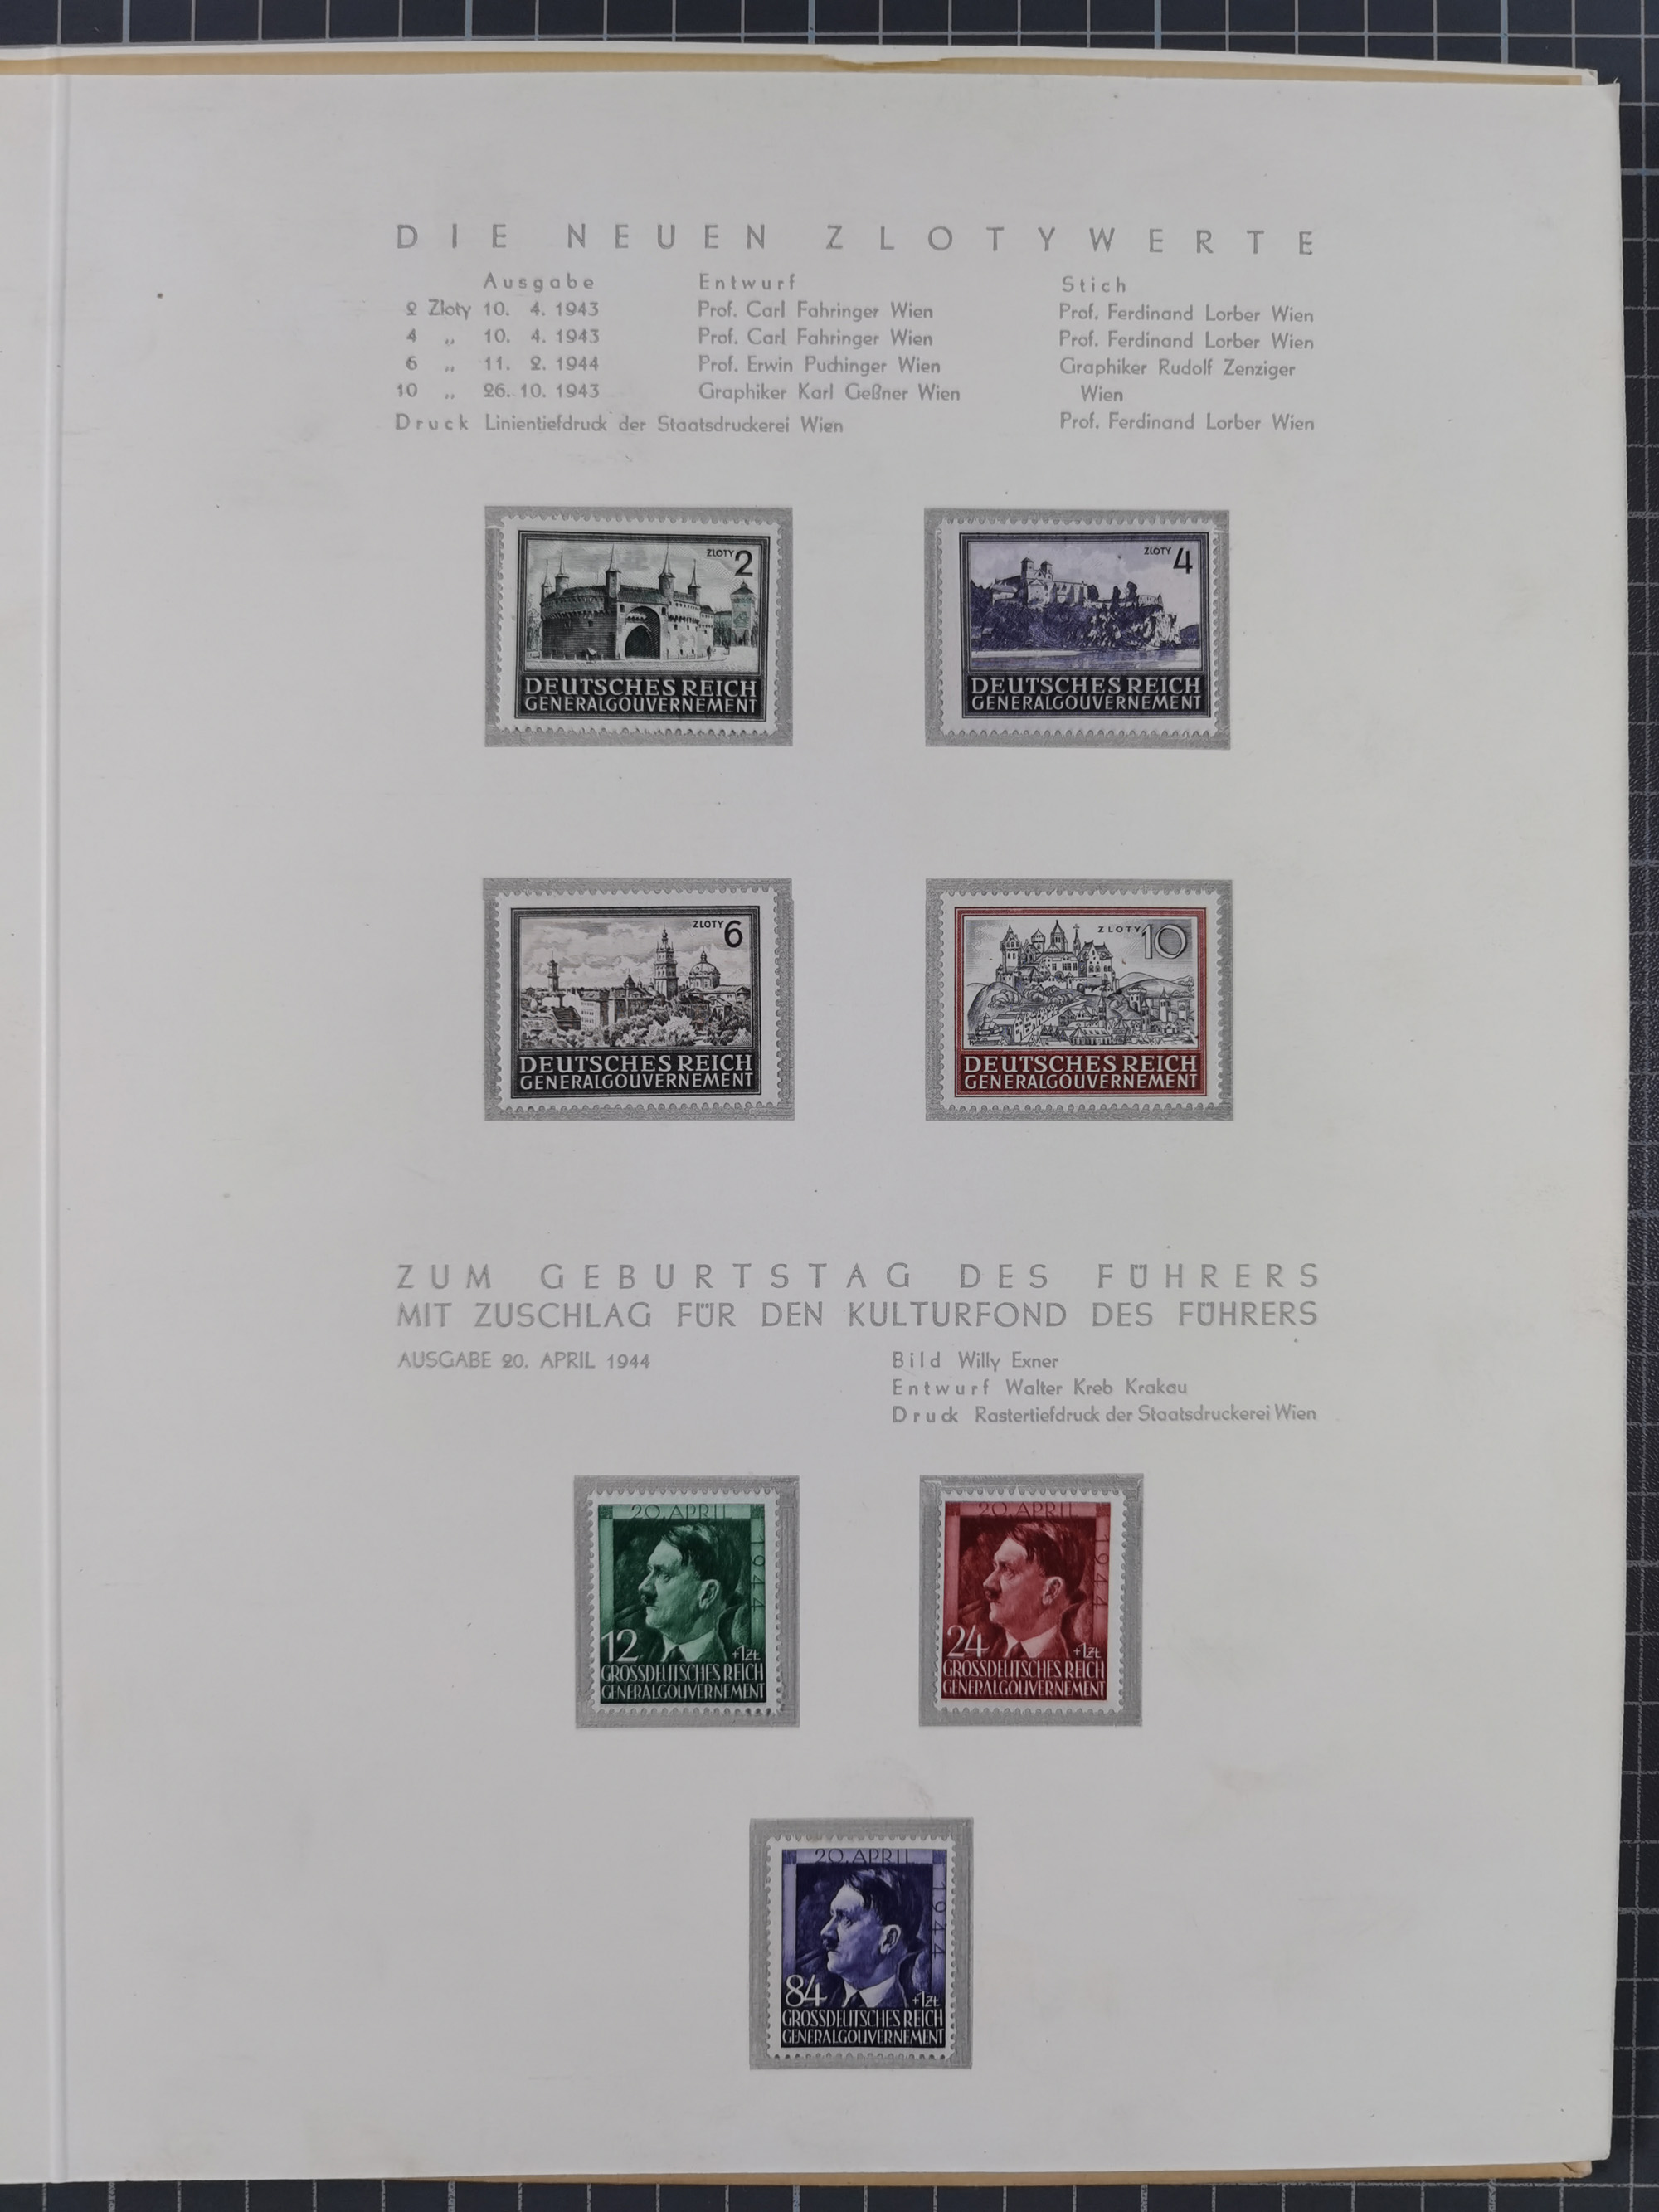 DIE NEUEN ZLOTYWERTE
Ausgabe Entwurf Stich
2 Zloty 10. 4. 1943 Prof. Carl Fahringer Wien Prof. Ferdinand Lorber Wien
4 „ 10. 4. 1943 Prof. Carl Fahringer Wien Prof. Ferdinand Lorber Wien
6 „ 11. 2. 1944 Prof. Erwin Puchinger Wien Graphiker Rudolf Zenziger
10 „ 26. 10. 1943 Graphiker Karl Geßner Wien Wien
Druck Linientiefdruck der Staatsdruckerei Wien Prof. Ferdinand Lorber Wien
ZLOTY 2
DEUTSCHES REICH
GENERALGOUVERNEMENT
ZLOTY 4
DEUTSCHES REICH
GENERALGOUVERNEMENT
ZLOTY 6
DEUTSCHES REICH
GENERALGOUVERNEMENT
ZLOTY 10
DEUTSCHES REICH
GENERALGOUVERNEMENT
ZUM GEBURTSTAG DES FÜHRERS
MIT ZUSCHLAG FÜR DEN KULTURFOND DES FÜHRERS
AUSGABE 20. APRIL 1944 Bild Willy Exner
Entwurf Walter Kreb Krakau
Druck Rastertiefdruck der Staatsdruckerei Wien
20. APRIL
1944
12 +1zł
GROSSDEUTSCHES REICH
GENERALGOUVERNEMENT
20. APRIL
1944
24 +1zł
GROSSDEUTSCHES REICH
GENERALGOUVERNEMENT
20. APRIL
1944
84 +1zł
GROSSDEUTSCHES REICH
GENERALGOUVERNEMENT